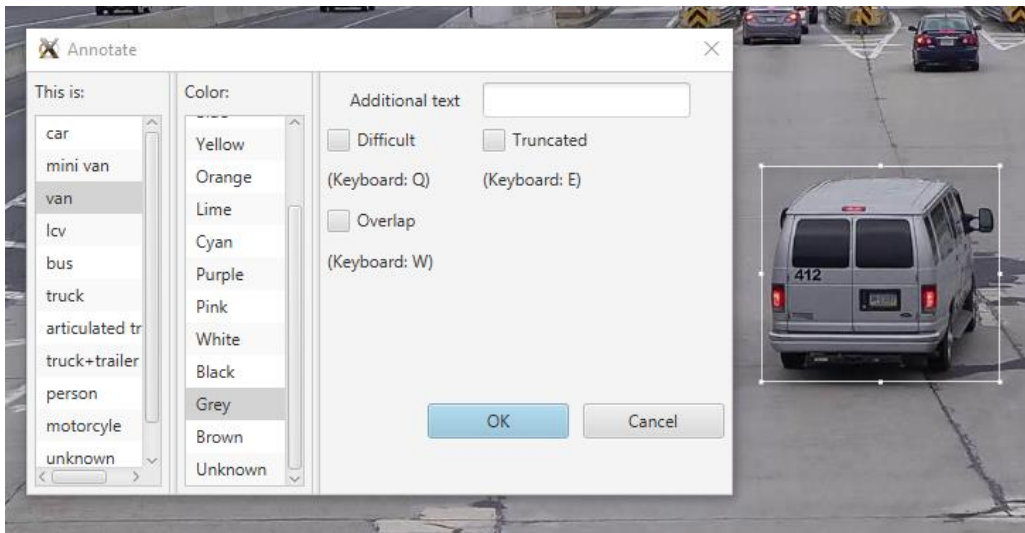 Annotate
This is:
car
mini van
van
lcv
bus
truck
articulated tr
truck+trailer
person
motorcyle
unknown
Color:
Yellow
Orange
Lime
Cyan
Purple
Pink
White
Black
Grey
Brown
Unknown
Additional text
Difficult
Truncated
(Keyboard: Q)
(Keyboard: E)
Overlap
(Keyboard: W)
OK
Cancel
412